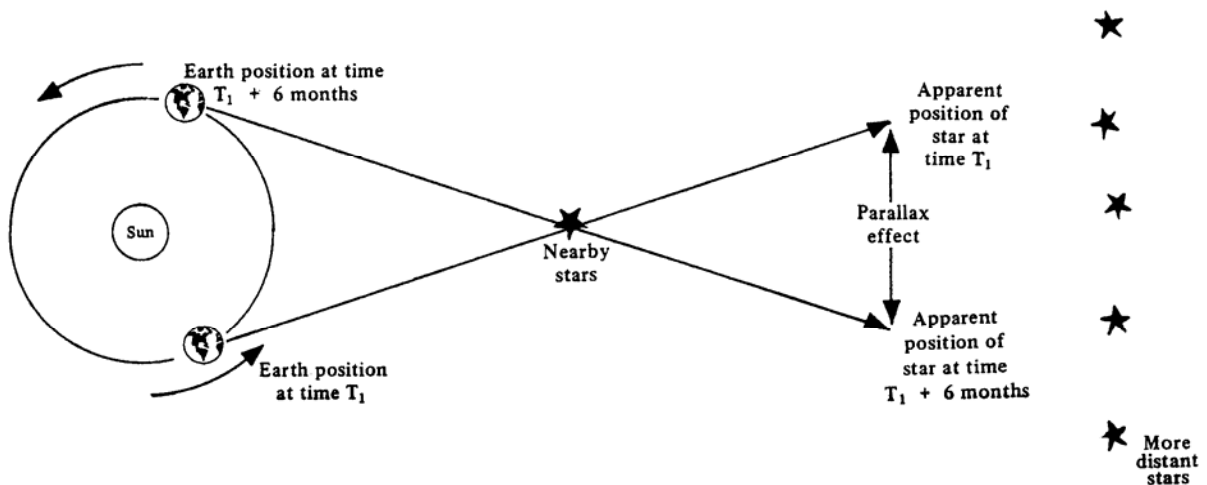 Earth position at time
T₁ + 6 months
Sun
Earth position
at time T₁
Nearby
stars
Apparent
position of
star at
time T₁
Parallax
effect
Apparent
position of
star at time
T₁ + 6 months
More
distant
stars